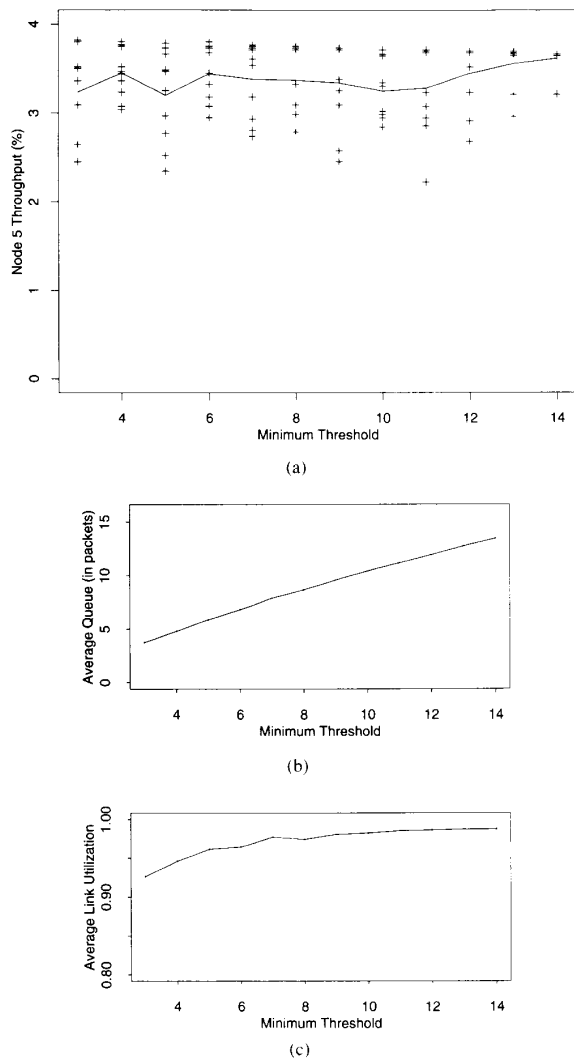 4
3
2
1
0
Node 5 Throughput (%)
4 6 8 10 12 14
Minimum Threshold
(a)
15
10
5
0
Average Queue (in packets)
4 6 8 10 12 14
Minimum Threshold
(b)
1.00
0.90
0.80
Average Link Utilization
4 6 8 10 12 14
Minimum Threshold
(c)